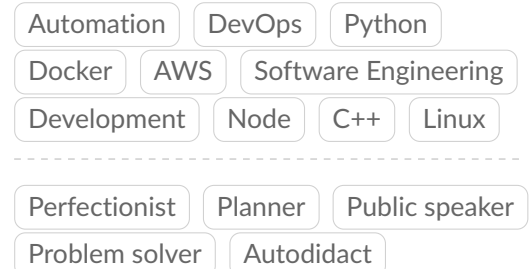 Automation DevOps Python
Docker AWS Software Engineering
Development Node C++ Linux
Perfectionist Planner Public speaker
Problem solver Autodidact